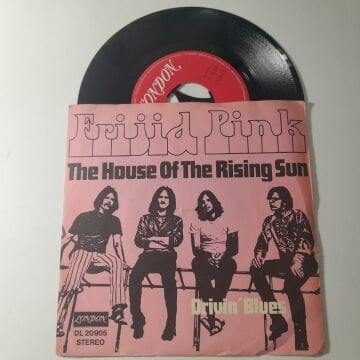 LONDON
Frijid Pink
The House Of The Rising Sun
Drivin' Blues
LONDON
DL 20905
STEREO